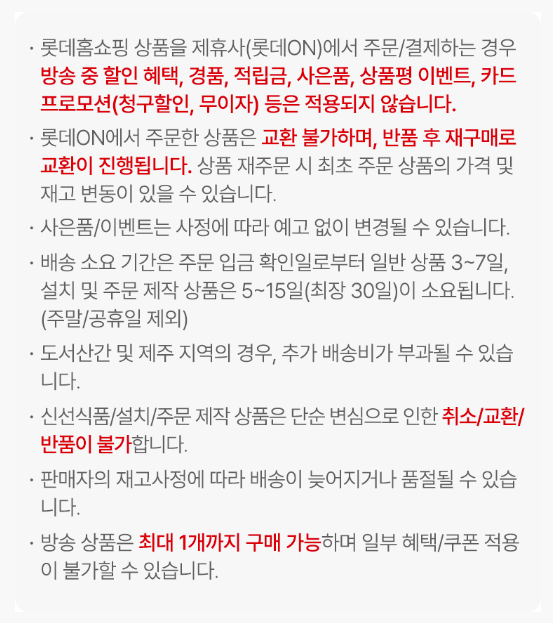 · 롯데홈쇼핑 상품을 제휴사(롯데ON)에서 주문/결제하는 경우
방송 중 할인 혜택, 경품, 적립금, 사은품, 상품평 이벤트, 카드
프로모션(청구할인, 무이자) 등은 적용되지 않습니다.
· 롯데ON에서 주문한 상품은 교환 불가하며, 반품 후 재구매로
교환이 진행됩니다. 상품 재주문 시 최초 주문 상품의 가격 및
재고 변동이 있을 수 있습니다.
· 사은품/이벤트는 사정에 따라 예고 없이 변경될 수 있습니다.
· 배송 소요 기간은 주문 입금 확인일로부터 일반 상품 3~7일,
설치 및 주문 제작 상품은 5~15일(최장 30일)이 소요됩니다.
(주말/공휴일 제외)
· 도서산간 및 제주 지역의 경우, 추가 배송비가 부과될 수 있습
니다.
· 신선식품/설치/주문 제작 상품은 단순 변심으로 인한 취소/교환/
반품이 불가합니다.
· 판매자의 재고사정에 따라 배송이 늦어지거나 품절될 수 있습
니다.
· 방송 상품은 최대 1개까지 구매 가능하며 일부 혜택/쿠폰 적용
이 불가할 수 있습니다.